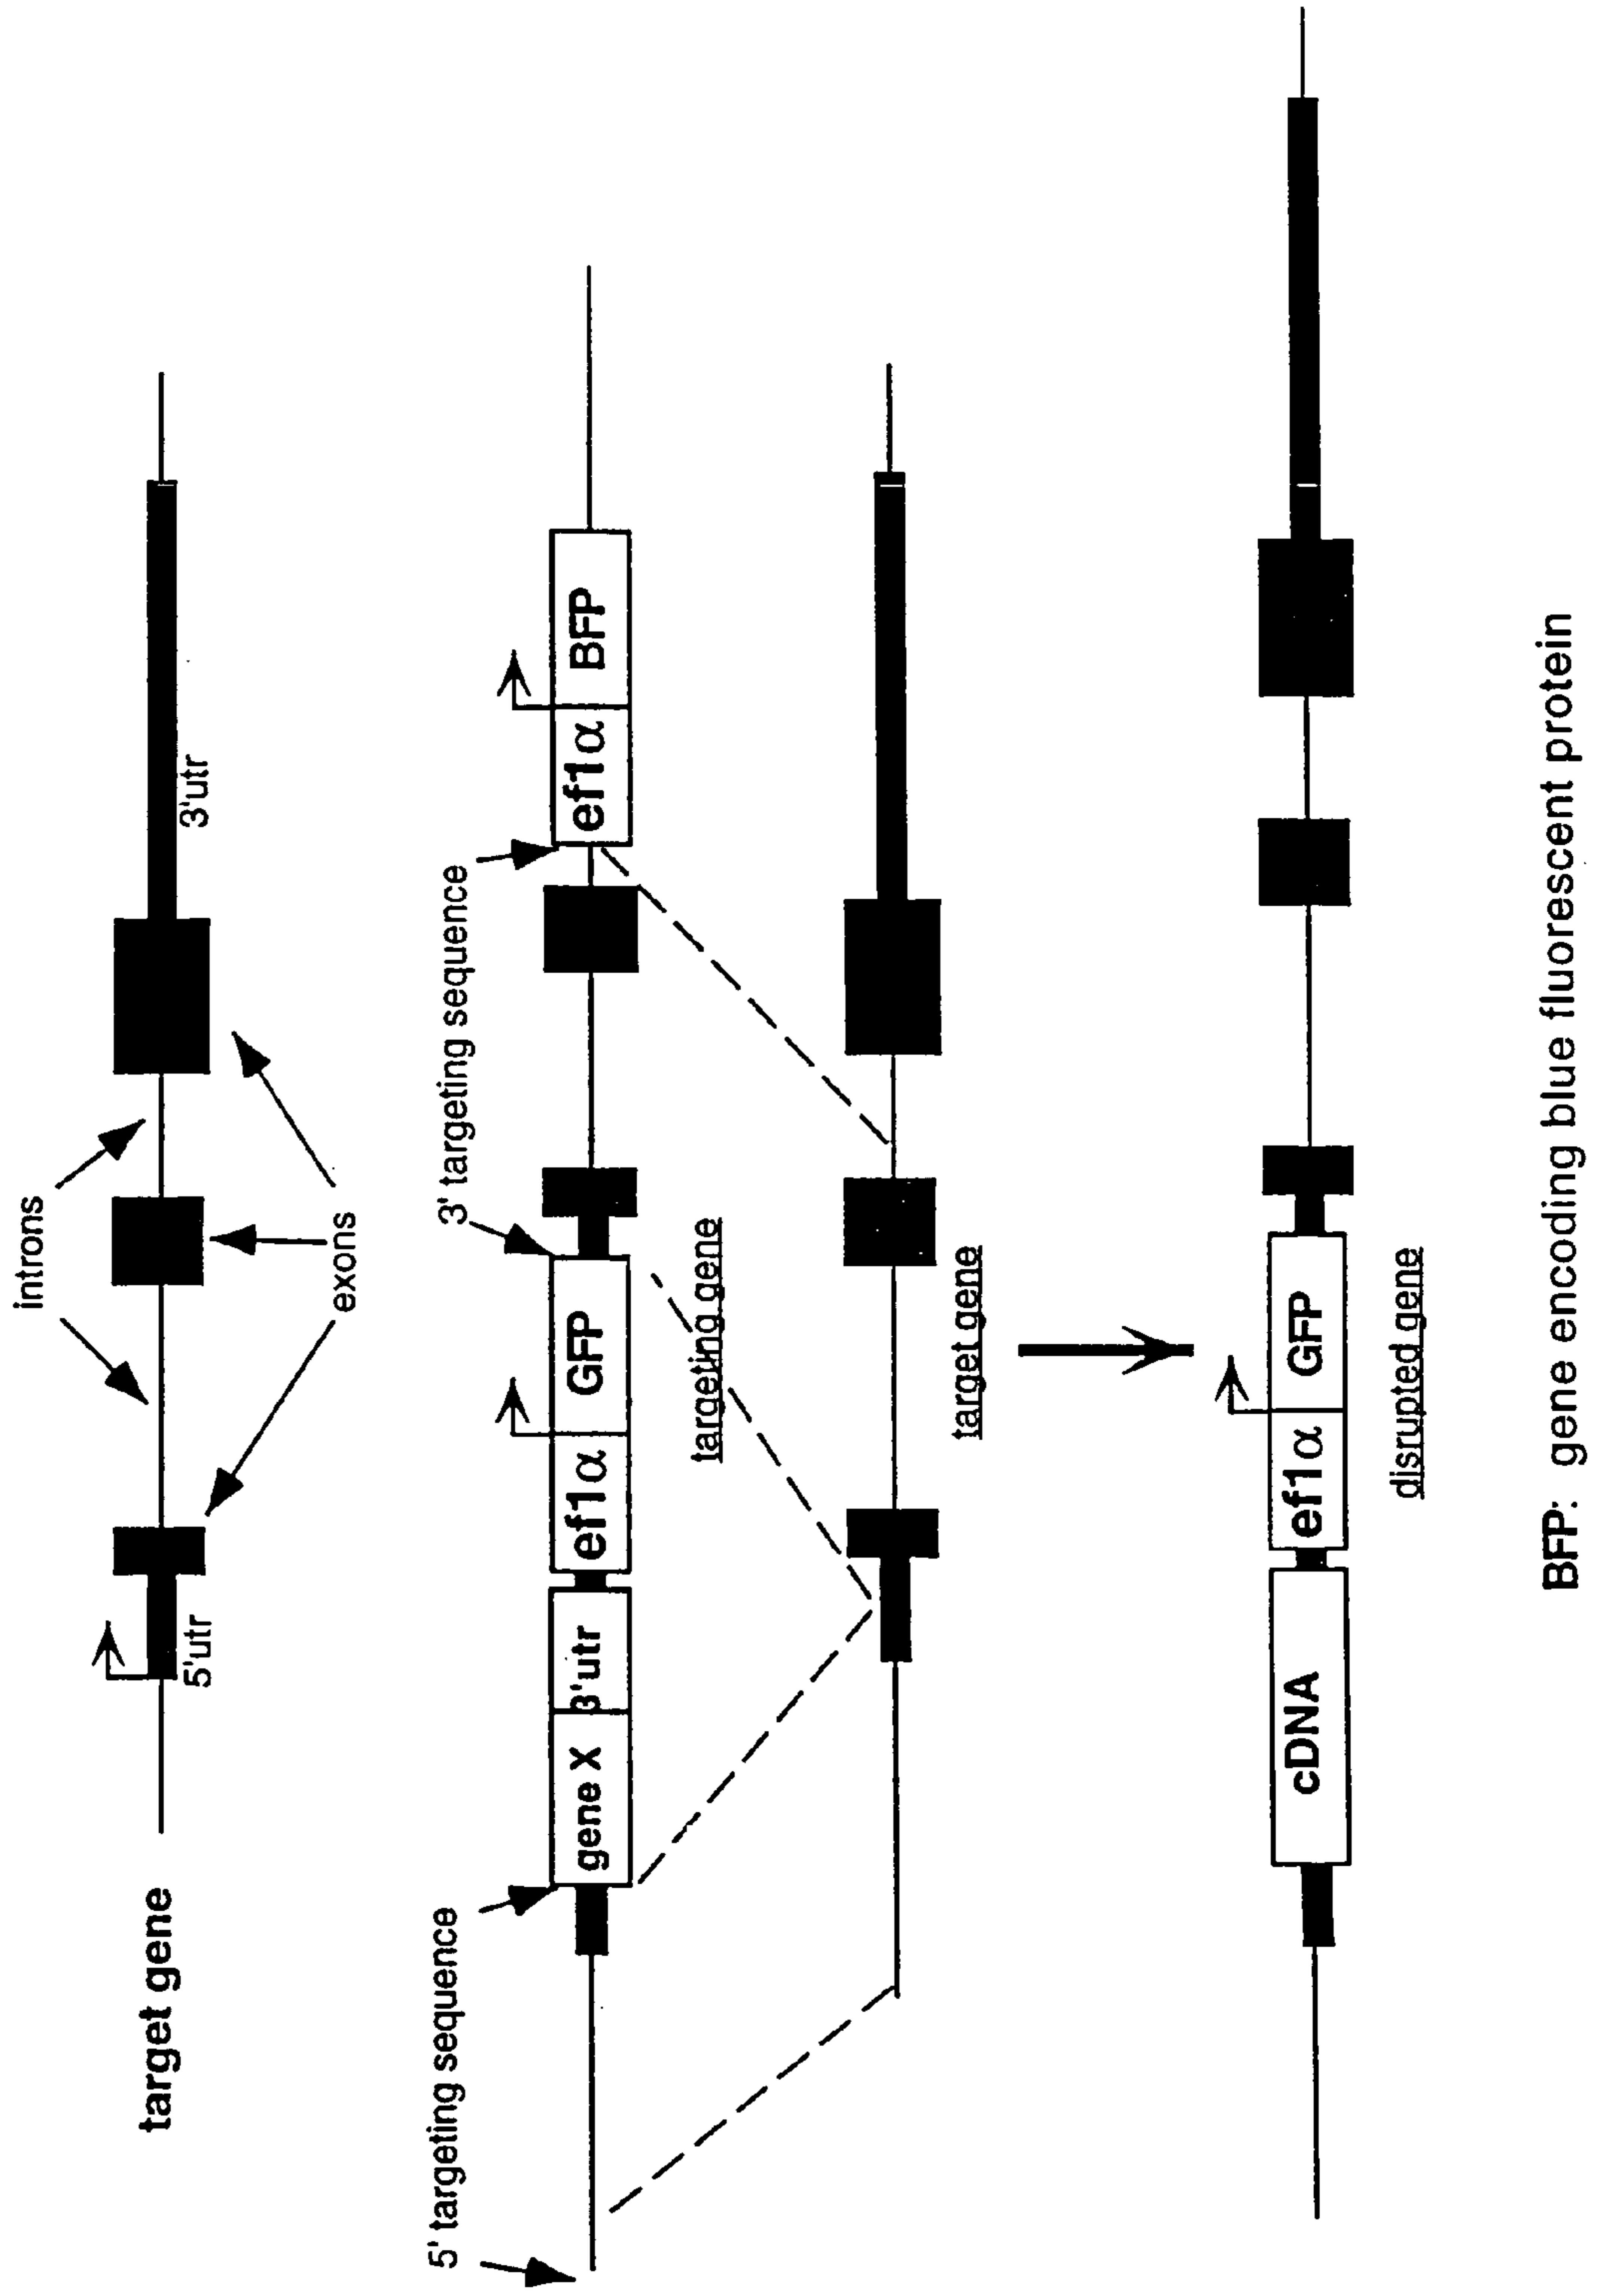 target gene
introns
5'utr
exons
3'utr
5' targeting sequence
3' targeting sequence
gene X
3'utr
ef1α
GFP
ef1α
BFP
targeting gene
target gene
cDNA
ef1α
GFP
disrupted gene
BFP: gene encoding blue fluorescent protein